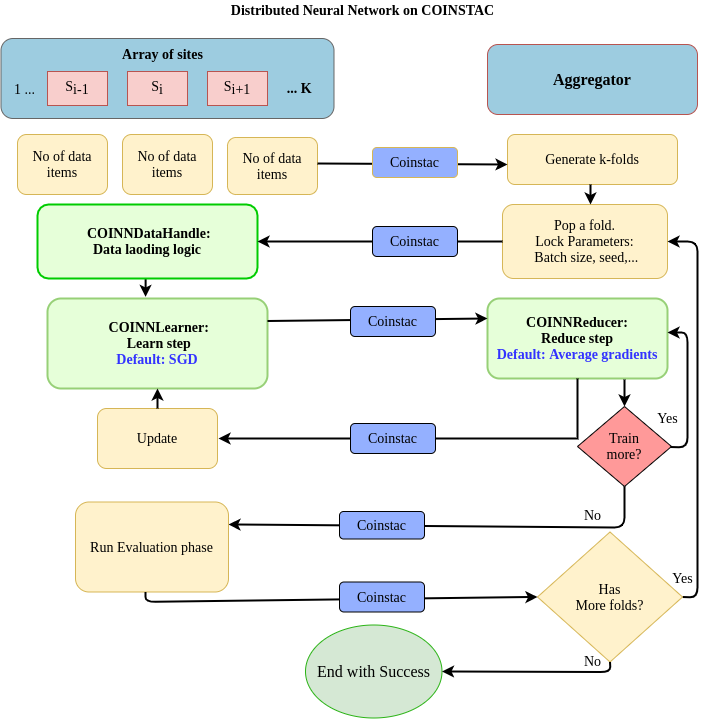 Distributed Neural Network on COINSTAC
Array of sites
1 ...
Si-1
Si
Si+1
... K
Aggregator
No of data
items
No of data
items
No of data
items
Coinstac
Generate k-folds
COINNDataHandle:
Data laoding logic
Coinstac
Pop a fold.
Lock Parameters:
Batch size, seed,...
COINNLearner:
Learn step
Default: SGD
Coinstac
COINNReducer:
Reduce step
Default: Average gradients
Update
Coinstac
Train
more?
Yes
No
Run Evaluation phase
Coinstac
Coinstac
Has
More folds?
Yes
No
End with Success